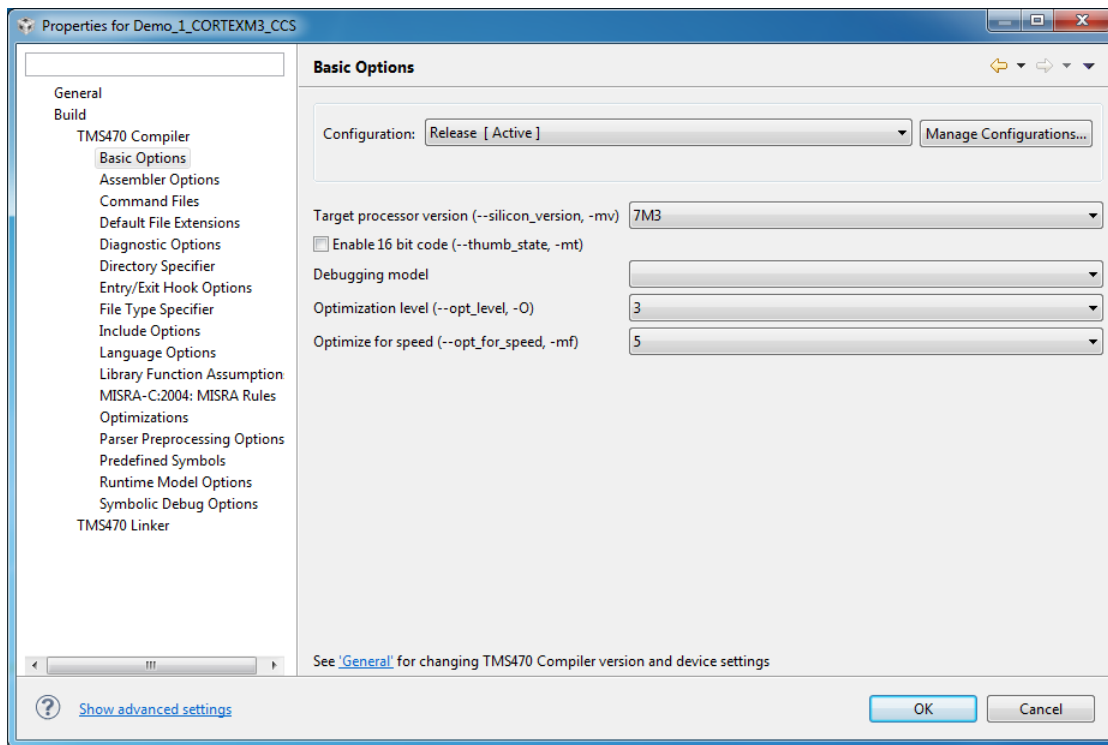 Properties for Demo_1_CORTEXM3_CCS
General
Build
TMS470 Compiler
Basic Options
Assembler Options
Command Files
Default File Extensions
Diagnostic Options
Directory Specifier
Entry/Exit Hook Options
File Type Specifier
Include Options
Language Options
Library Function Assumption
MISRA-C:2004: MISRA Rules
Optimizations
Parser Preprocessing Options
Predefined Symbols
Runtime Model Options
Symbolic Debug Options
TMS470 Linker
Basic Options
Configuration: Release [ Active ] Manage Configurations...
Target processor version (--silicon_version, -mv) 7M3
Enable 16 bit code (--thumb_state, -mt)
Debugging model
Optimization level (--opt_level, -O) 3
Optimize for speed (--opt_for_speed, -mf) 5
See 'General' for changing TMS470 Compiler version and device settings
Show advanced settings
OK Cancel